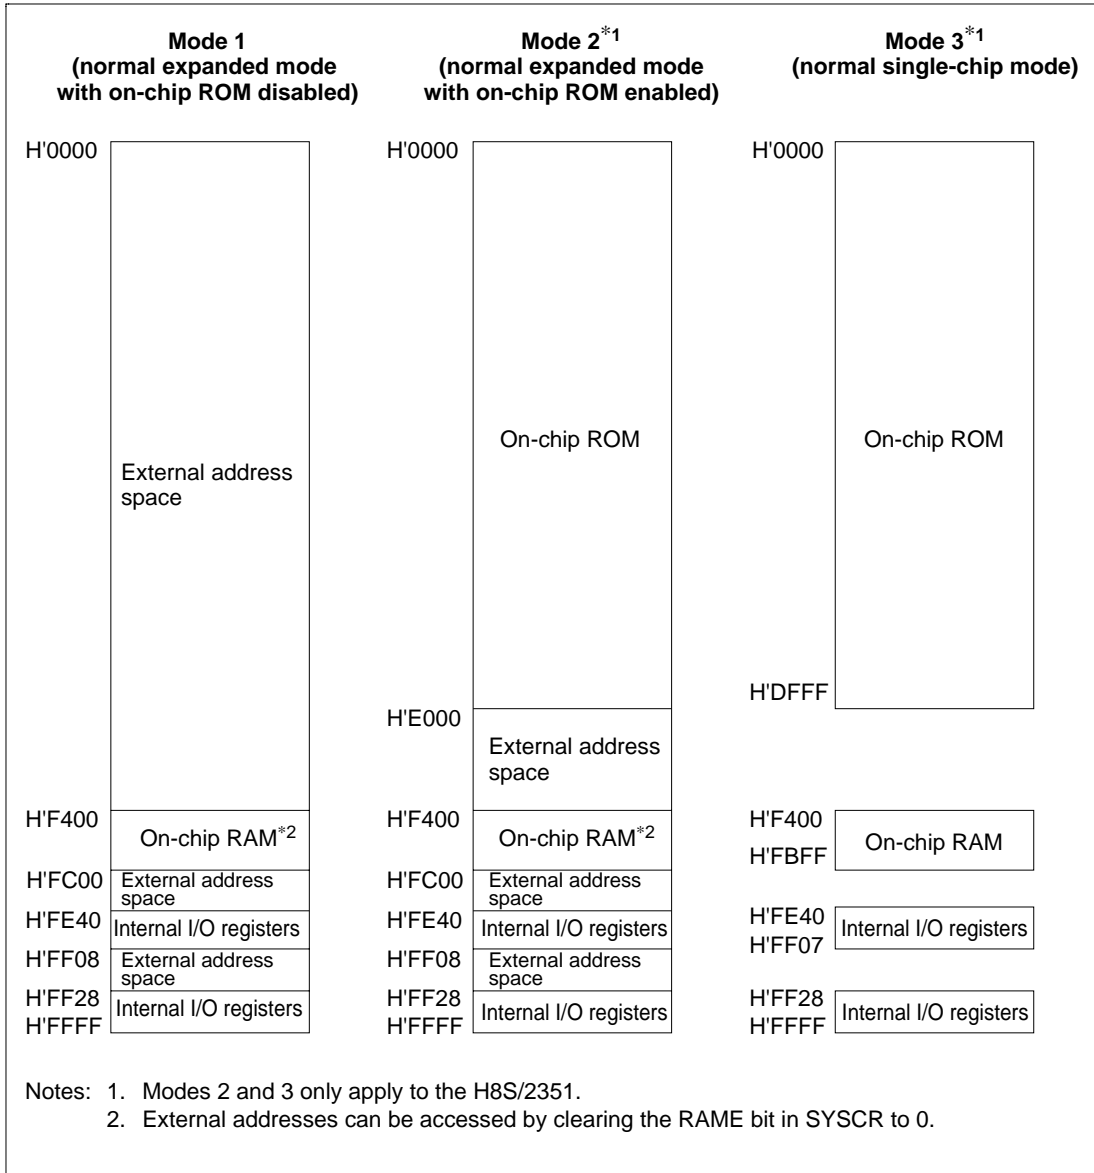 Mode 1
(normal expanded mode
with on-chip ROM disabled)
H'0000
External address
space
H'F400
On-chip RAM*2
H'FC00
External address
space
H'FE40
Internal I/O registers
H'FF08
External address
space
H'FF28
Internal I/O registers
H'FFFF
Mode 2*1
(normal expanded mode
with on-chip ROM enabled)
H'0000
On-chip ROM
H'E000
External address
space
H'F400
On-chip RAM*2
H'FC00
External address
space
H'FE40
Internal I/O registers
H'FF08
External address
space
H'FF28
Internal I/O registers
H'FFFF
Mode 3*1
(normal single-chip mode)
H'0000
On-chip ROM
H'DFFF
H'F400
On-chip RAM
H'FBFF
H'FE40
Internal I/O registers
H'FF07
H'FF28
Internal I/O registers
H'FFFF
Notes: 1. Modes 2 and 3 only apply to the H8S/2351.
2. External addresses can be accessed by clearing the RAME bit in SYSCR to 0.